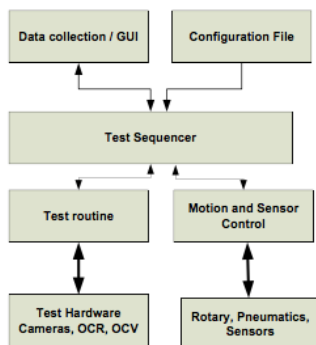 Data collection / GUI
Configuration File
Test Sequencer
Test routine
Motion and Sensor
Control
Test Hardware
Cameras, OCR, OCV
Rotary, Pneumatics,
Sensors